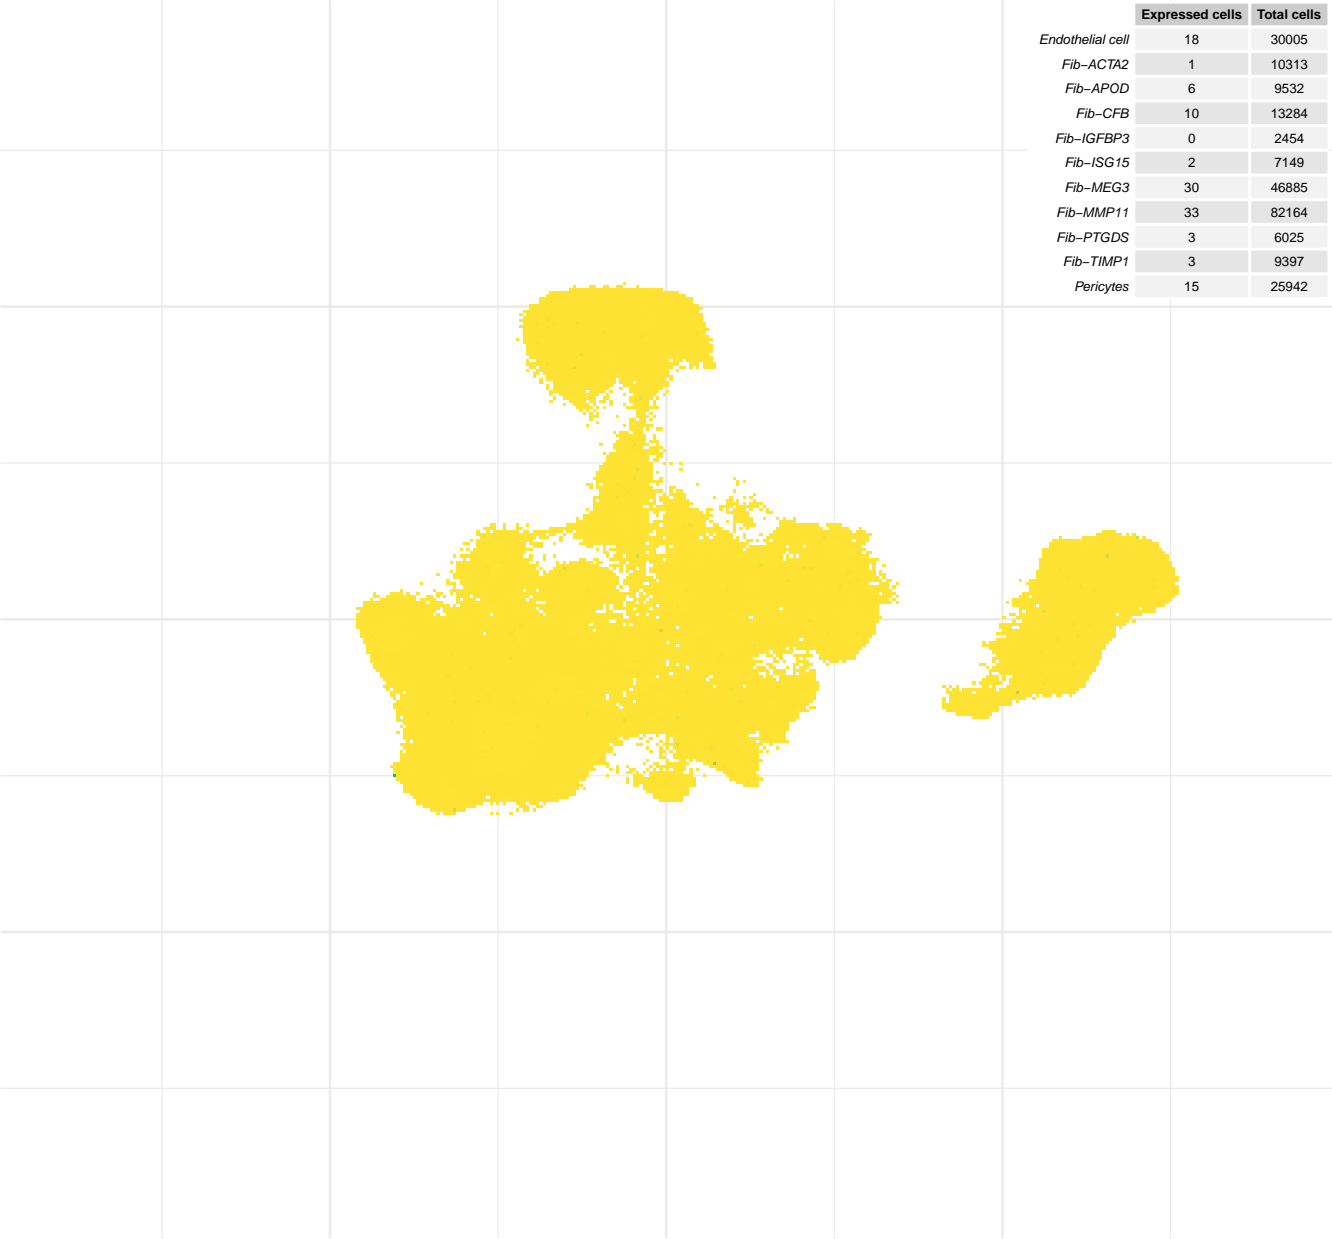 Expressed cells Total cells
Endothelial cell 18 30005
Fib−ACTA2 1 10313
Fib−APOD 6 9532
Fib−CFB 10 13284
Fib−IGFBP3 0 2454
Fib−ISG15 2 7149
Fib−MEG3 30 46885
Fib−MMP11 33 82164
Fib−PTGDS 3 6025
Fib−TIMP1 3 9397
Pericytes 15 25942